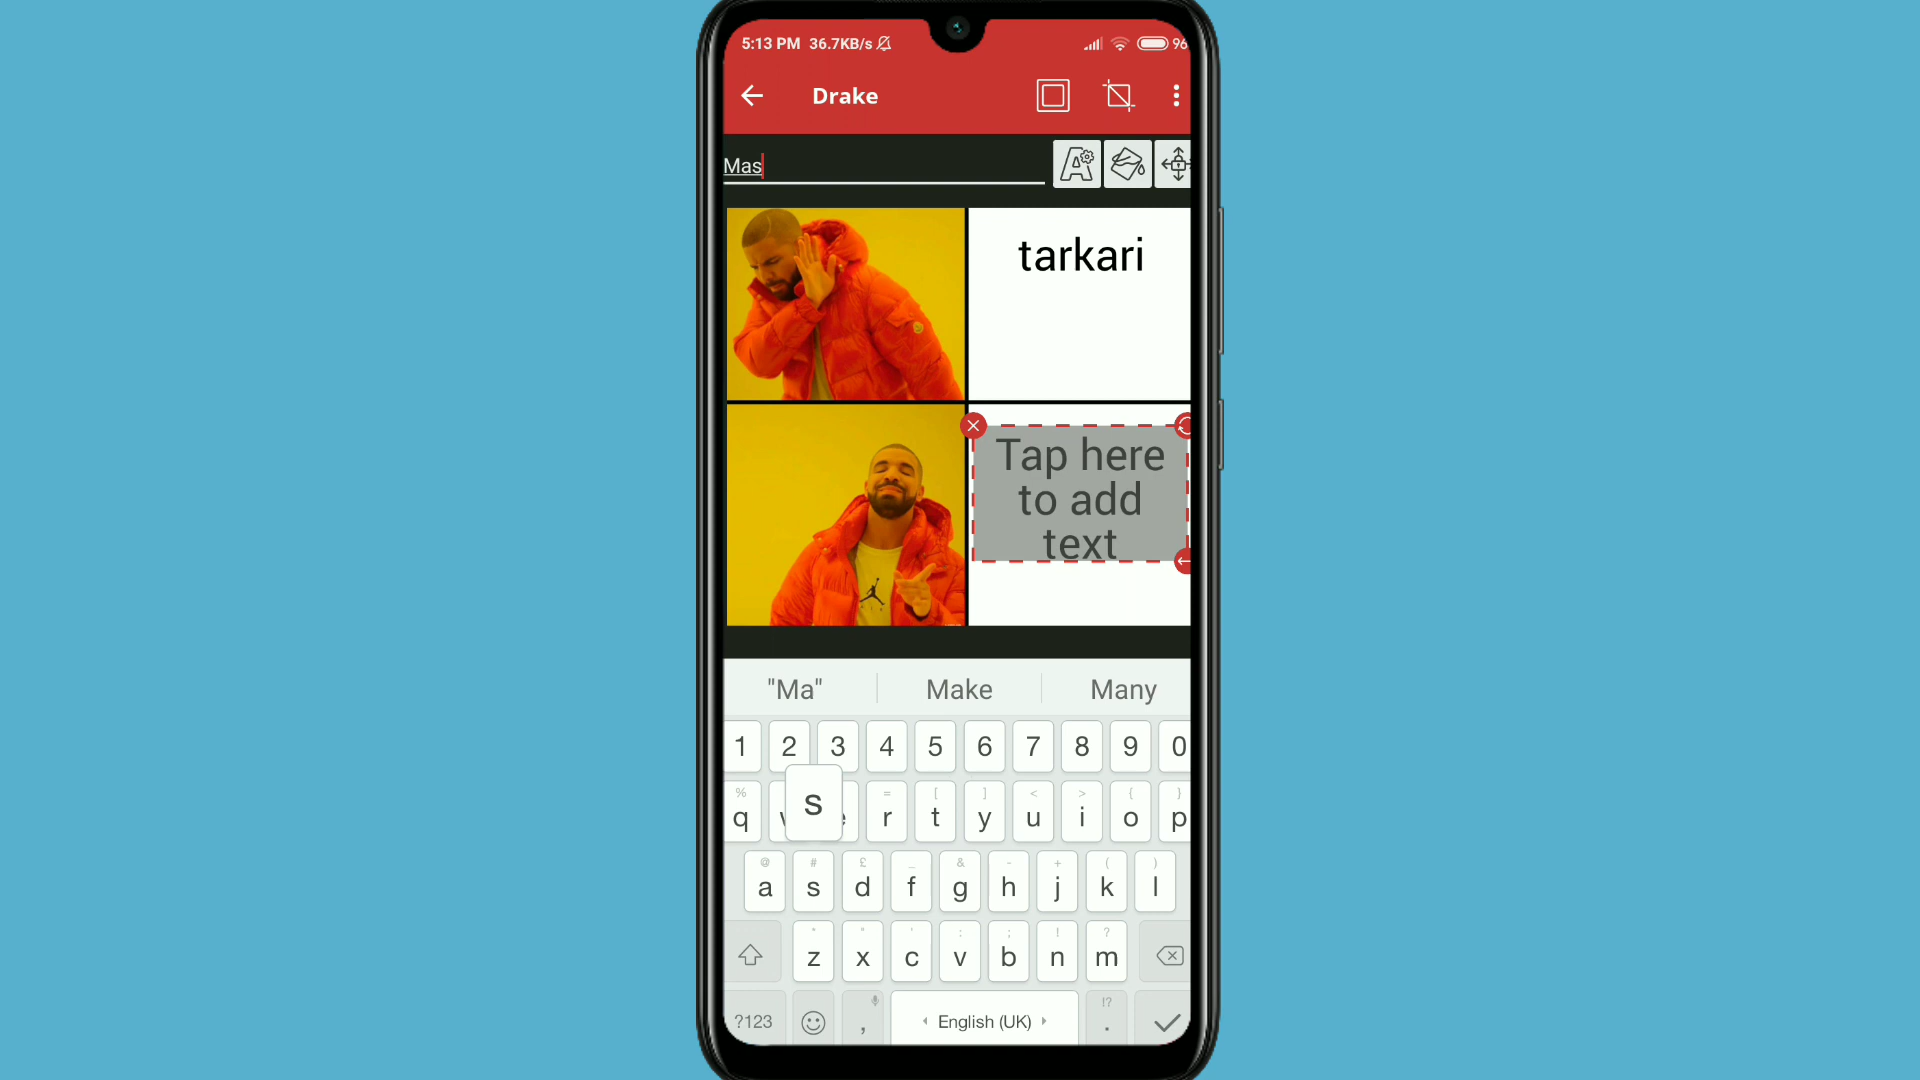 5:13 PM 36.7KB/s 96
Drake
Mas
tarkari
Tap here
to add
text
"Ma" Make Many
1 2 3 4 5 6 7 8 9 0
% = [ ] < > { }
q s r t y u i o p
@ # £ _ & - + ( )
a s d f g h j k l
* " ' : ; ! ?
z x c v b n m
!?
?123 , English (UK) .